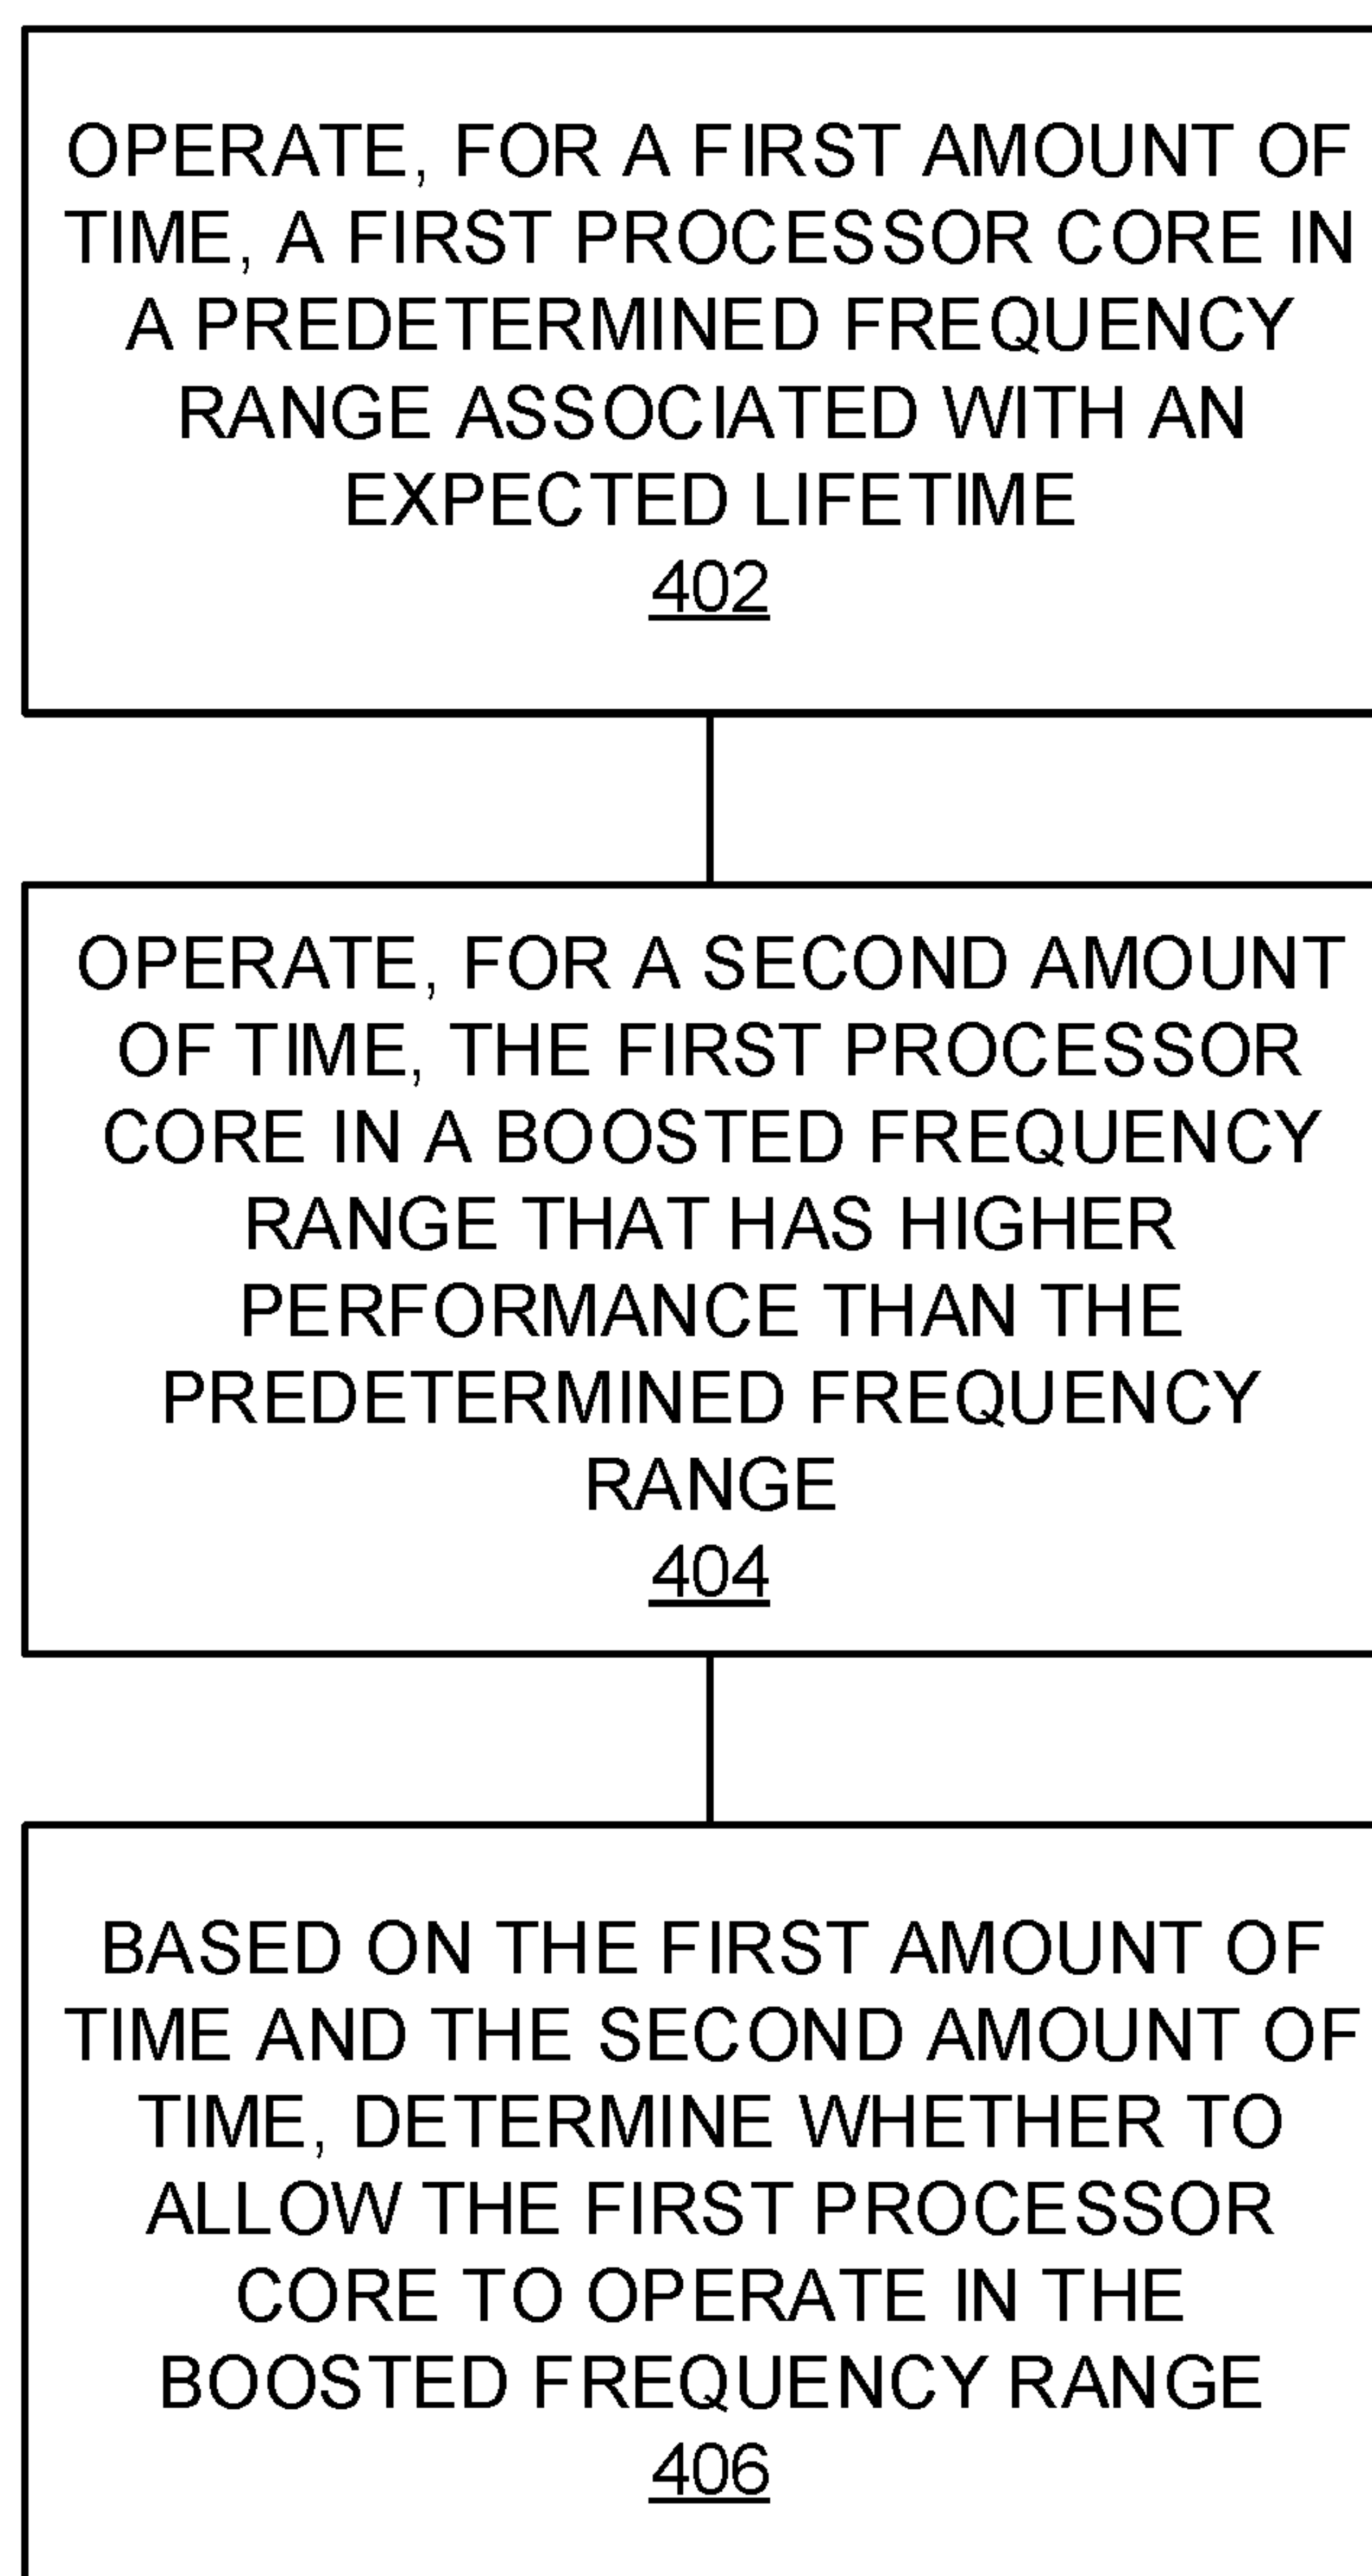 OPERATE, FOR A FIRST AMOUNT OF
TIME, A FIRST PROCESSOR CORE IN
A PREDETERMINED FREQUENCY
RANGE ASSOCIATED WITH AN
EXPECTED LIFETIME
402
OPERATE, FOR A SECOND AMOUNT
OF TIME, THE FIRST PROCESSOR
CORE IN A BOOSTED FREQUENCY
RANGE THAT HAS HIGHER
PERFORMANCE THAN THE
PREDETERMINED FREQUENCY
RANGE
404
BASED ON THE FIRST AMOUNT OF
TIME AND THE SECOND AMOUNT OF
TIME, DETERMINE WHETHER TO
ALLOW THE FIRST PROCESSOR
CORE TO OPERATE IN THE
BOOSTED FREQUENCY RANGE
406